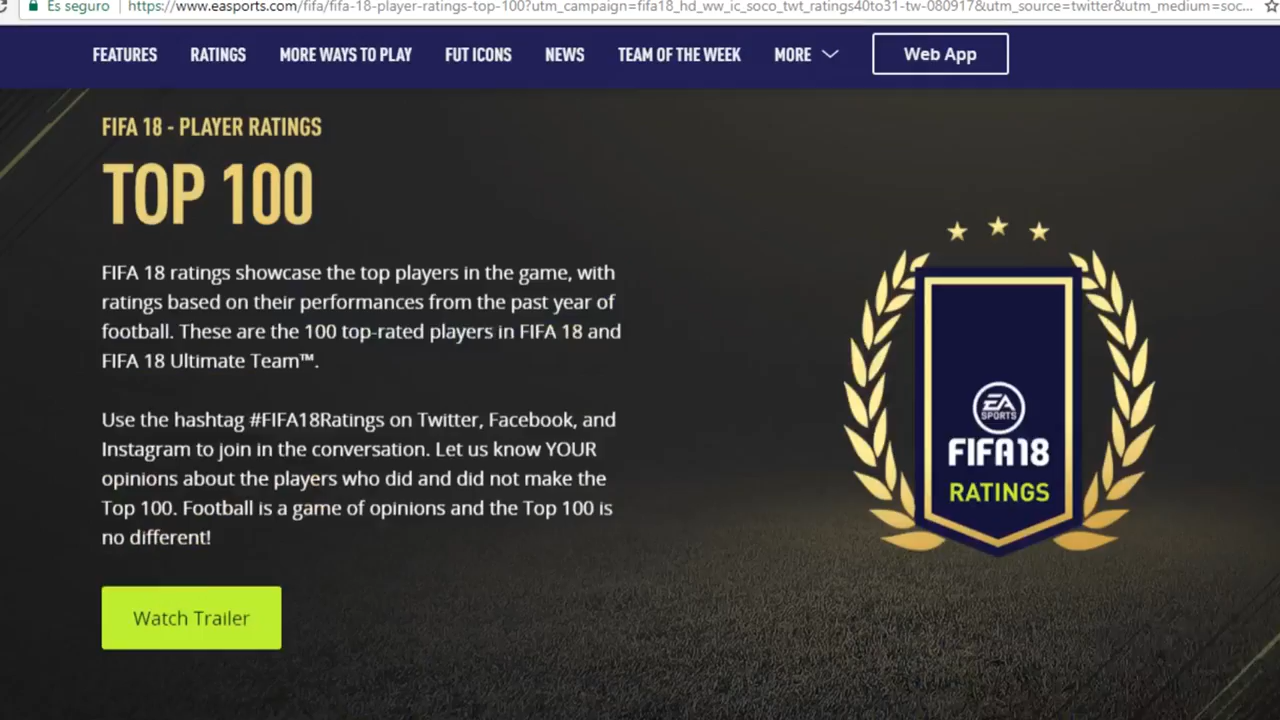 Es seguro https://www.easports.com/fifa/fifa-18-player-ratings-top-100?utm_campaign=fifa18_hd_ww_ic_soco_twt_ratings40to31-tw-080917&utm_source=twitter&utm_medium=soc...
FEATURES RATINGS MORE WAYS TO PLAY FUT ICONS NEWS TEAM OF THE WEEK MORE Web App
FIFA 18 - PLAYER RATINGS
TOP 100
FIFA 18 ratings showcase the top players in the game, with
ratings based on their performances from the past year of
football. These are the 100 top-rated players in FIFA 18 and
FIFA 18 Ultimate Team™.
Use the hashtag #FIFA18Ratings on Twitter, Facebook, and
Instagram to join in the conversation. Let us know YOUR
opinions about the players who did and did not make the
Top 100. Football is a game of opinions and the Top 100 is
no different!
Watch Trailer
EA
SPORTS
FIFA18
RATINGS